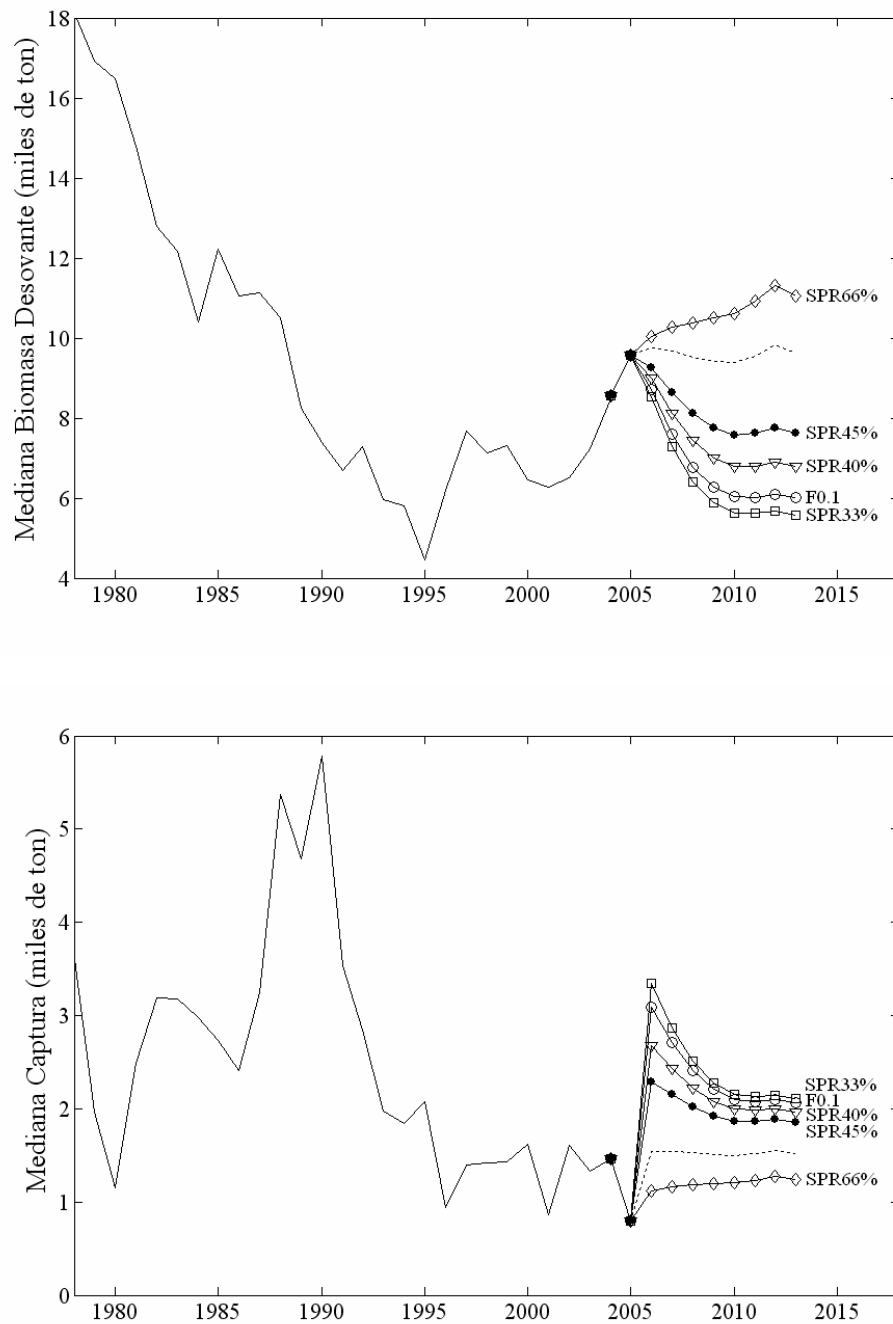 Mediana Biomasa Desovante (miles de ton)
18
16
14
12
10
8
6
4
SPR66%
SPR45%
SPR40%
F0.1
SPR33%
1980 1985 1990 1995 2000 2005 2010 2015
Mediana Captura (miles de ton)
6
5
4
3
2
1
0
SPR33%
F0.1
SPR40%
SPR45%
SPR66%
1980 1985 1990 1995 2000 2005 2010 2015